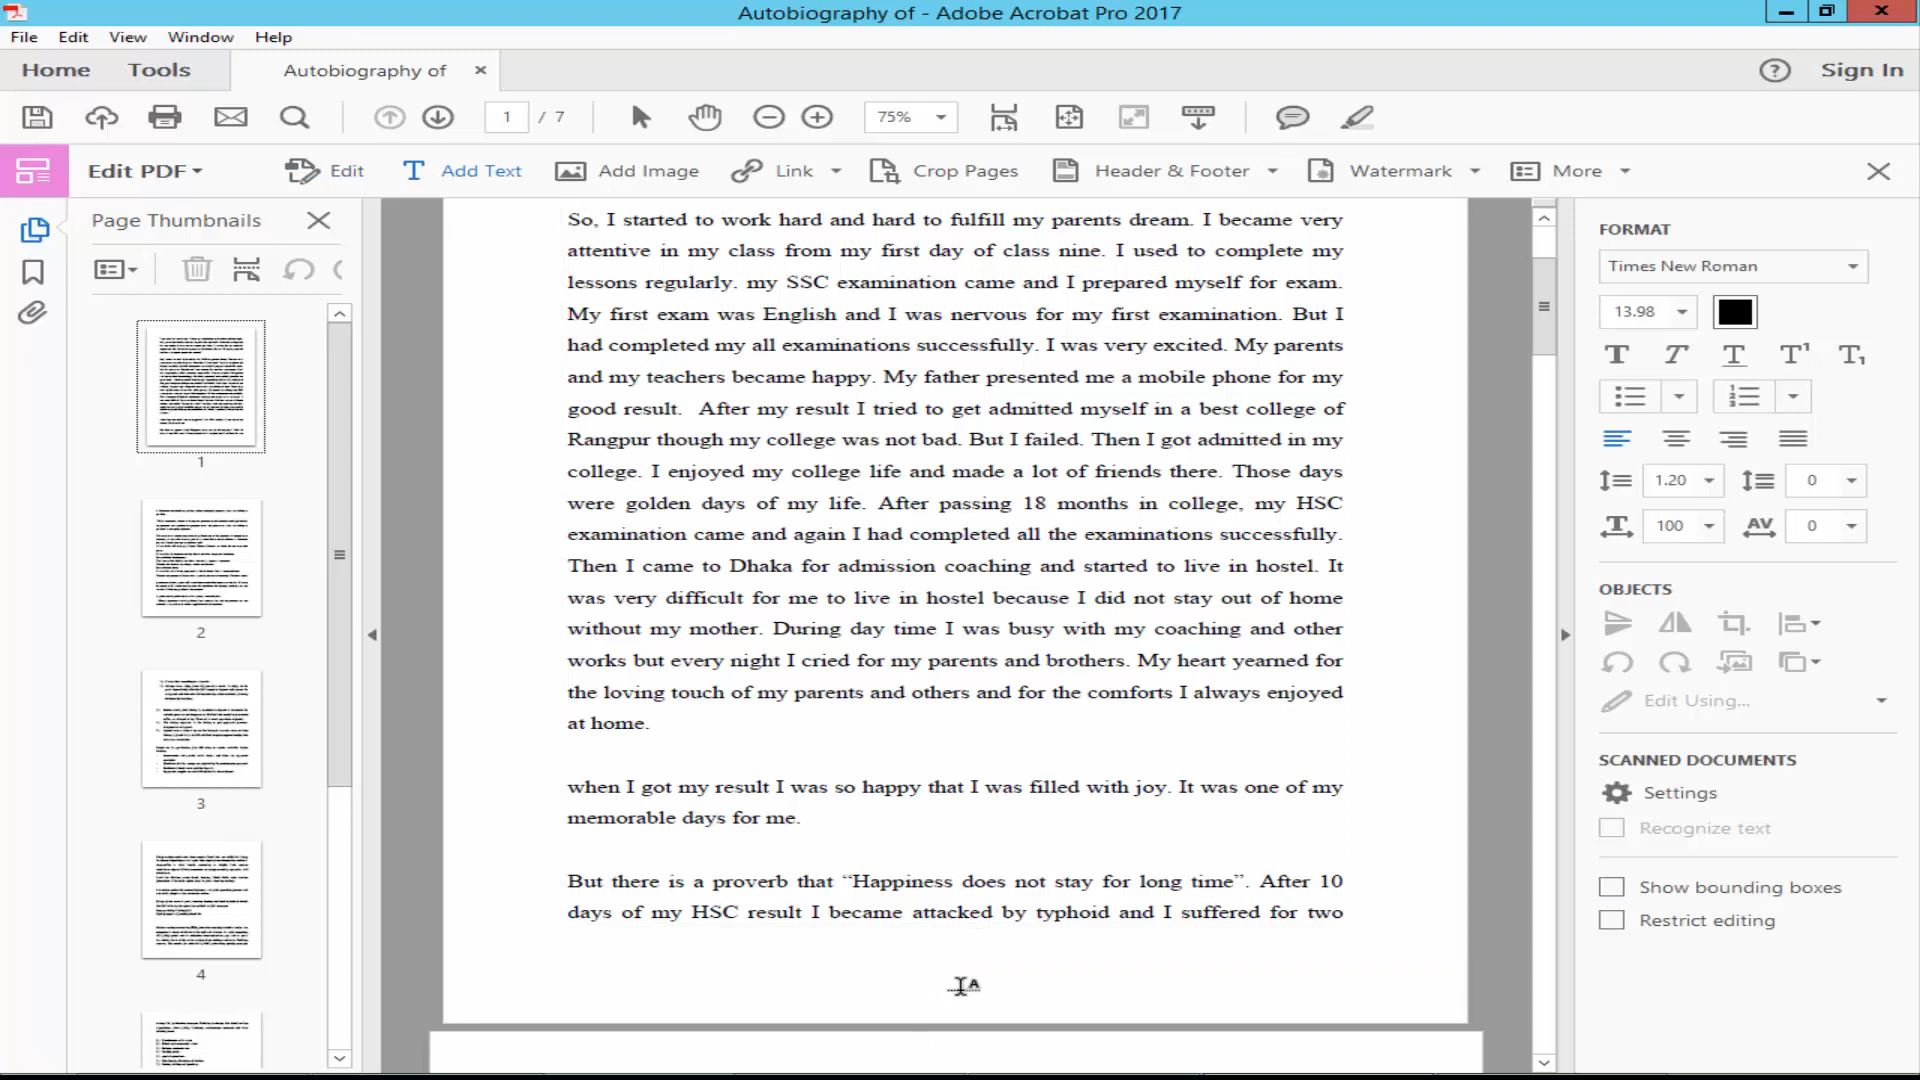 Autobiography of - Adobe Acrobat Pro 2017
File Edit View Window Help
Home Tools Autobiography of Sign In
1 / 7 75%
Edit PDF Edit Add Text Add Image Link Crop Pages Header & Footer Watermark More
Page Thumbnails
1
2
3
4
So, I started to work hard and hard to fulfill my parents dream. I became very
attentive in my class from my first day of class nine. I used to complete my
lessons regularly. my SSC examination came and I prepared myself for exam.
My first exam was English and I was nervous for my first examination. But I
had completed my all examinations successfully. I was very excited. My parents
and my teachers became happy. My father presented me a mobile phone for my
good result.  After my result I tried to get admitted myself in a best college of
Rangpur though my college was not bad. But I failed. Then I got admitted in my
college. I enjoyed my college life and made a lot of friends there. Those days
were golden days of my life. After passing 18 months in college, my HSC
examination came and again I had completed all the examinations successfully.
Then I came to Dhaka for admission coaching and started to live in hostel. It
was very difficult for me to live in hostel because I did not stay out of home
without my mother. During day time I was busy with my coaching and other
works but every night I cried for my parents and brothers. My heart yearned for
the loving touch of my parents and others and for the comforts I always enjoyed
at home.
when I got my result I was so happy that I was filled with joy. It was one of my
memorable days for me.
But there is a proverb that “Happiness does not stay for long time”. After 10
days of my HSC result I became attacked by typhoid and I suffered for two
FORMAT
Times New Roman
13.98
1.20 0
100 0
OBJECTS
Edit Using...
SCANNED DOCUMENTS
Settings
Recognize text
Show bounding boxes
Restrict editing